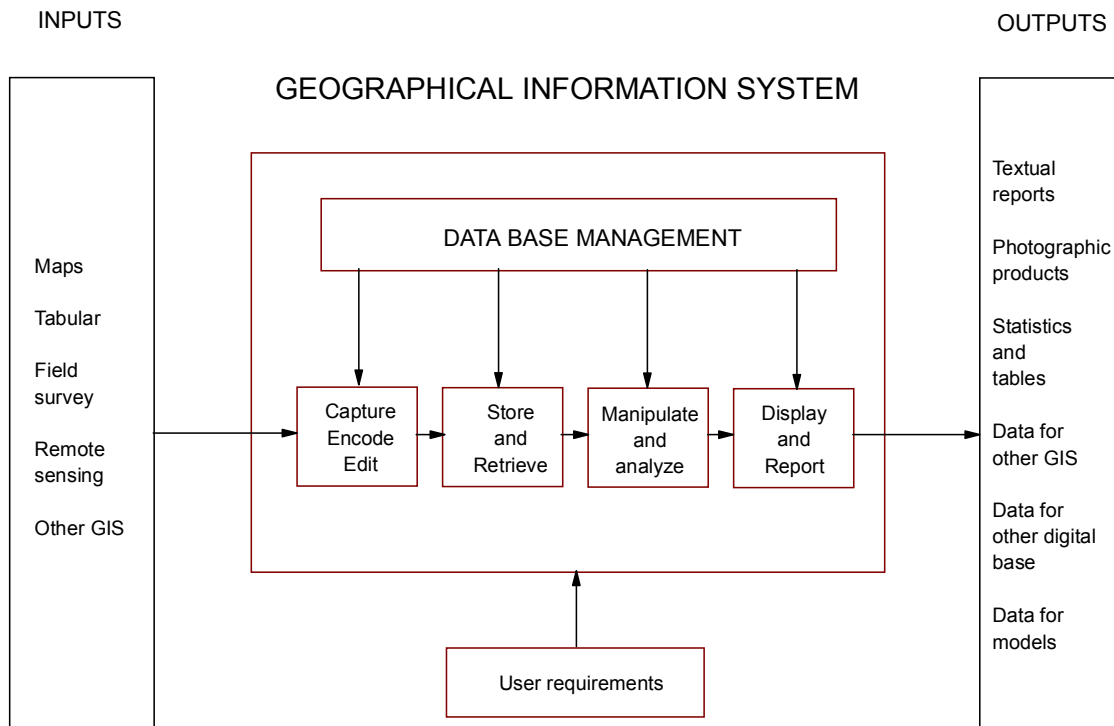 INPUTS
OUTPUTS
GEOGRAPHICAL INFORMATION SYSTEM
DATA BASE MANAGEMENT
Maps
Tabular
Field
survey
Remote
sensing
Other GIS
Capture
Encode
Edit
Store
and
Retrieve
Manipulate
and
analyze
Display
and
Report
User requirements
Textual
reports
Photographic
products
Statistics
and
tables
Data for
other GIS
Data for
other digital
base
Data for
models